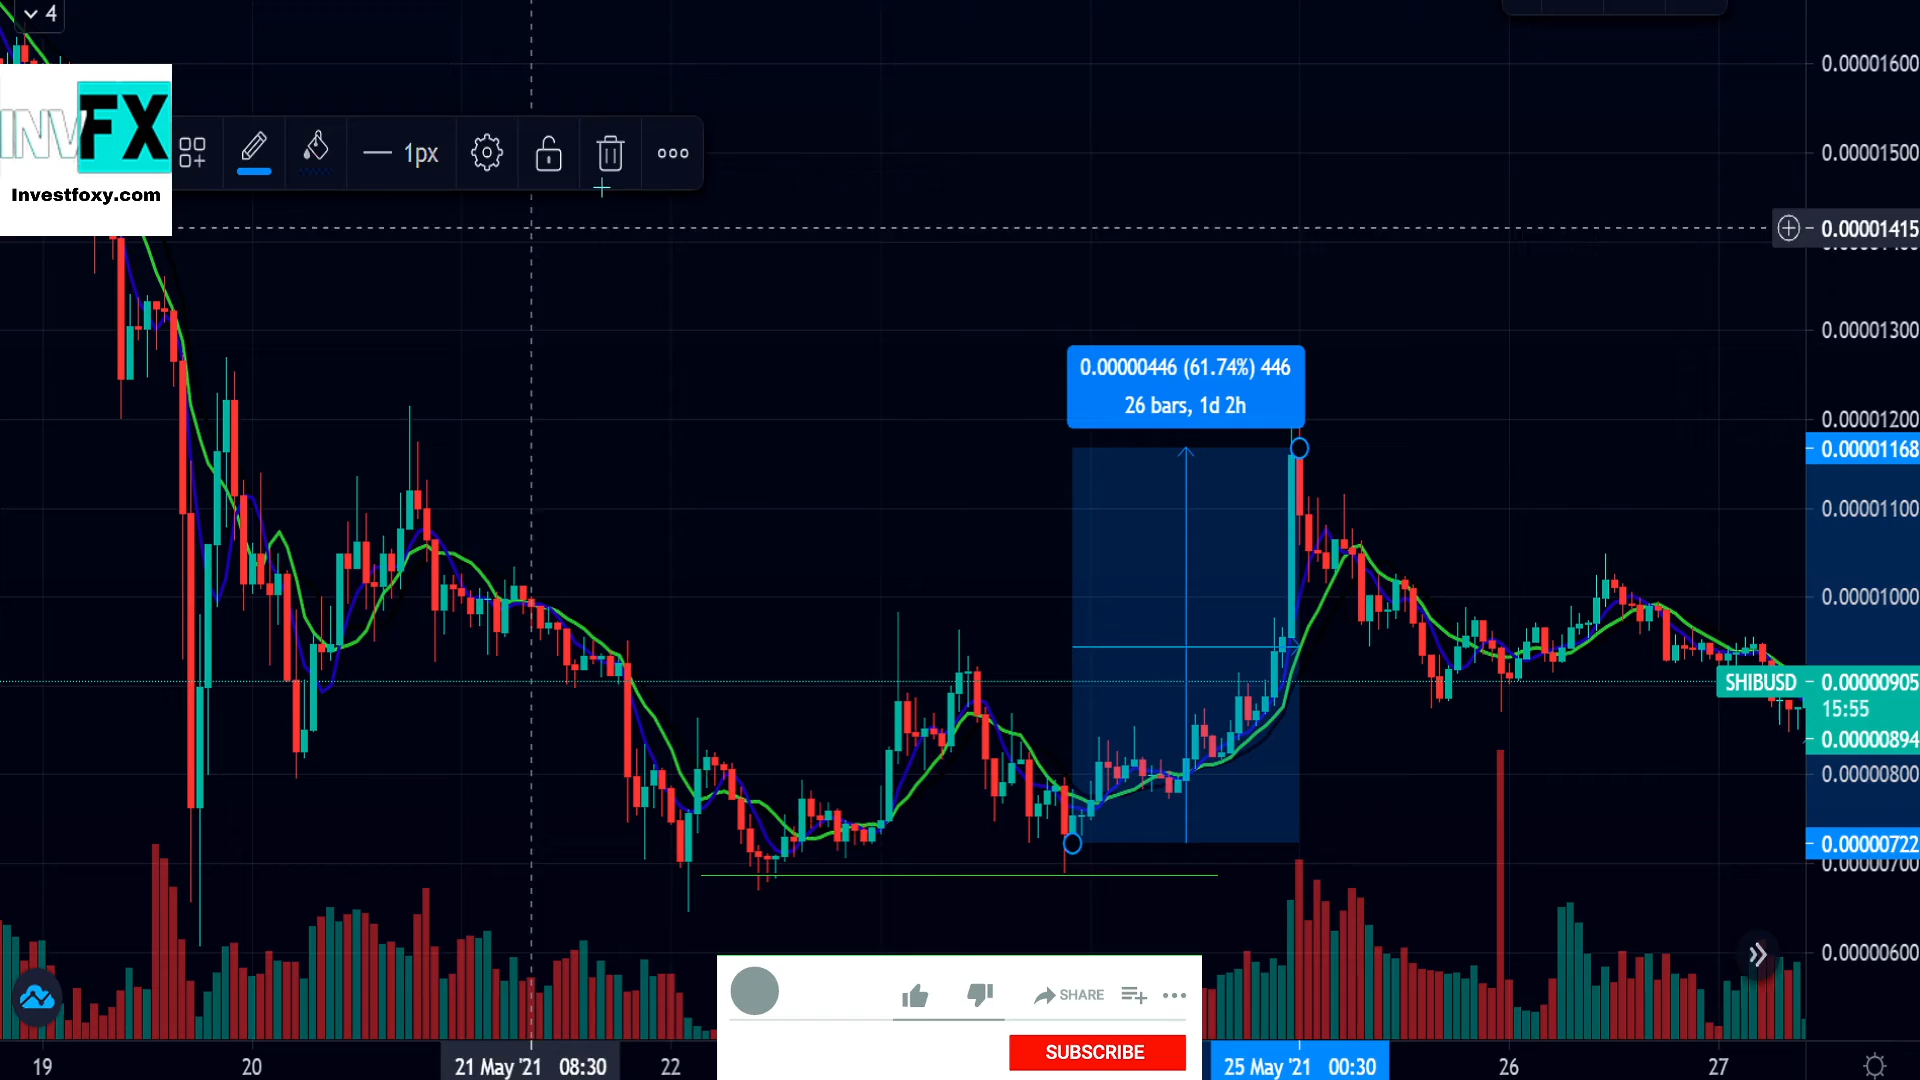 4
INVFX
Investfoxy.com
1px
0.00001600
0.00001500
0.00001415
0.00001300
0.00000446 (61.74%) 446
26 bars, 1d 2h
0.00001200
0.00001168
0.00001100
0.00001000
SHIBUSD
0.00000905
15:55
0.00000894
0.00000800
0.00000722
0.00000700
0.00000600
SHARE
SUBSCRIBE
19
20
21 May '21 08:30
22
25 May '21 00:30
26
27